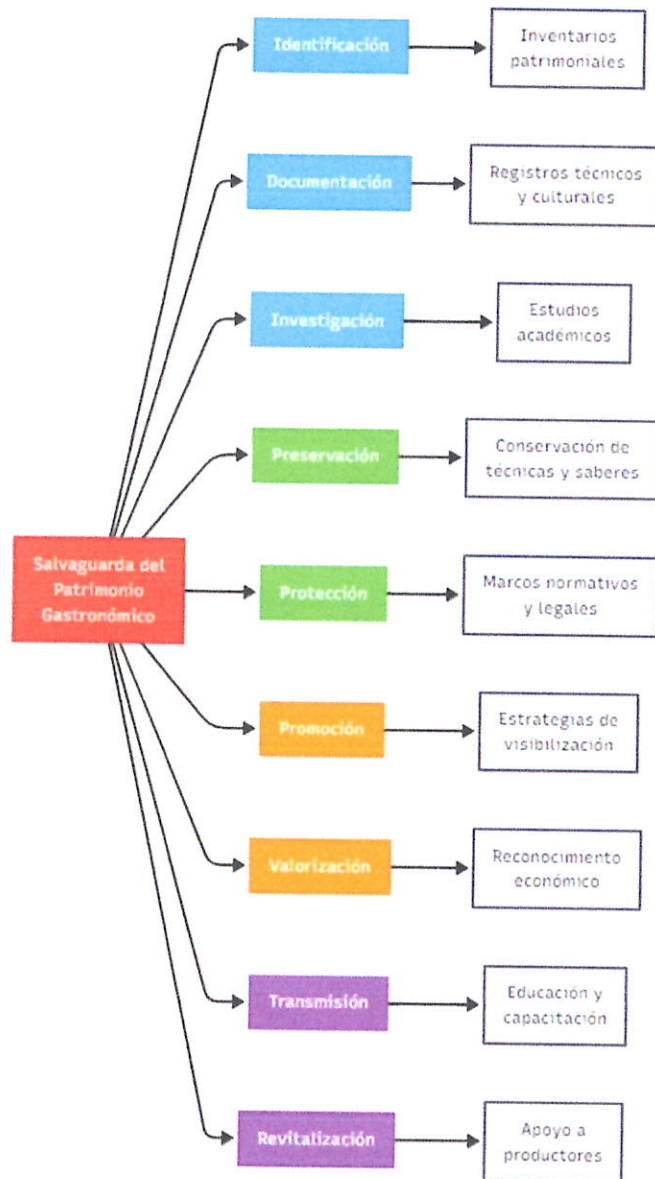 Identificación
Inventarios
patrimoniales
Documentación
Registros técnicos
y culturales
Investigación
Estudios
académicos
Preservación
Conservación de
técnicas y saberes
Salvaguarda del
Patrimonio
Gastronómico
Protección
Marcos normativos
y legales
Promoción
Estrategias de
visibilización
Valorización
Reconocimiento
económico
Transmisión
Educación y
capacitación
Revitalización
Apoyo a
productores